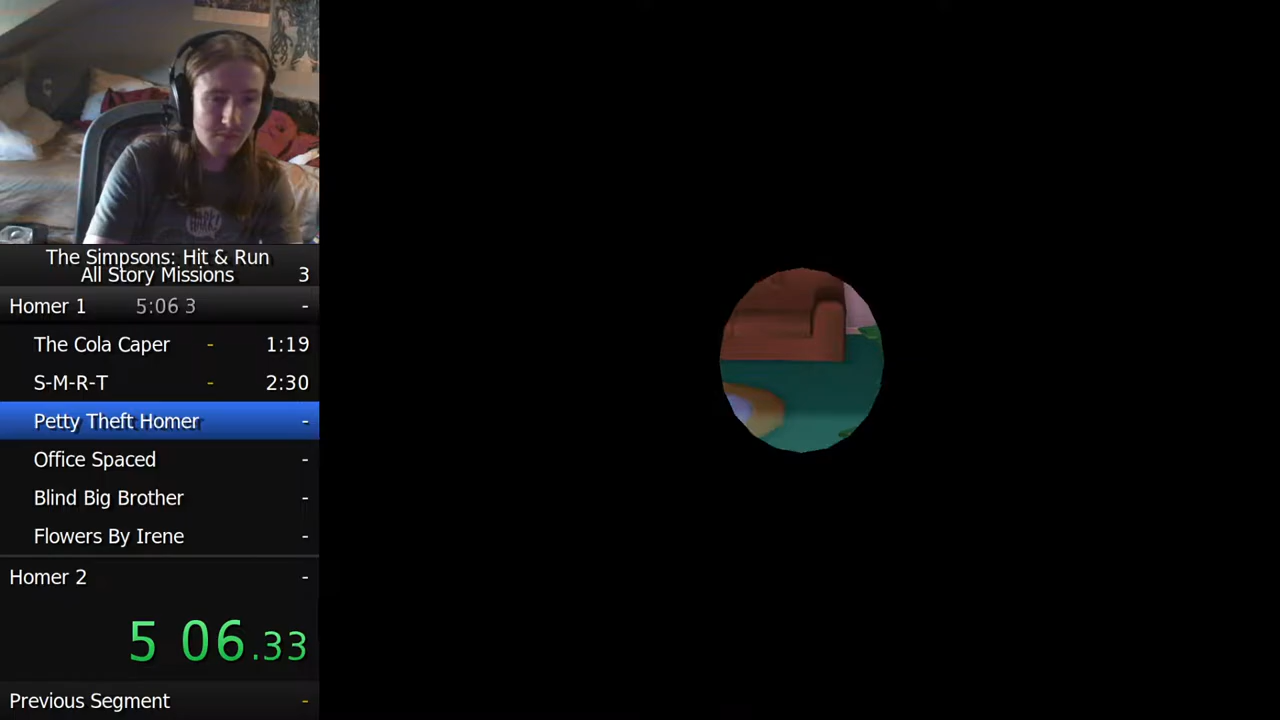 The Simpsons: Hit & Run
All Story Missions 3
Homer 1 5:06 3 -
The Cola Caper - 1:19
S-M-R-T - 2:30
Petty Theft Homer -
Office Spaced -
Blind Big Brother -
Flowers By Irene -
Homer 2 -
5 06.33
Previous Segment -